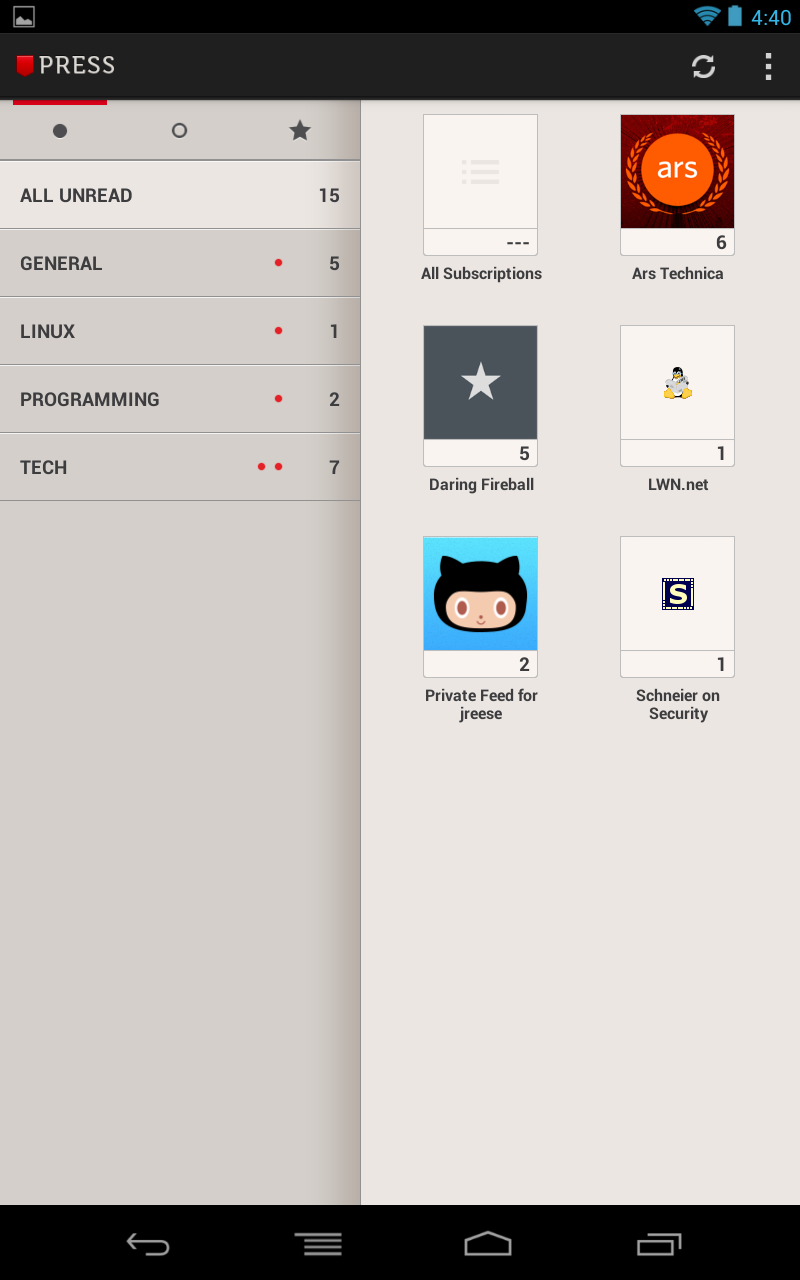 4:40
PRESS
ALL UNREAD 15
GENERAL 5
LINUX 1
PROGRAMMING 2
TECH 7
---
All Subscriptions
ars
6
Ars Technica
5
Daring Fireball
1
LWN.net
2
Private Feed for
jreese
S
1
Schneier on
Security